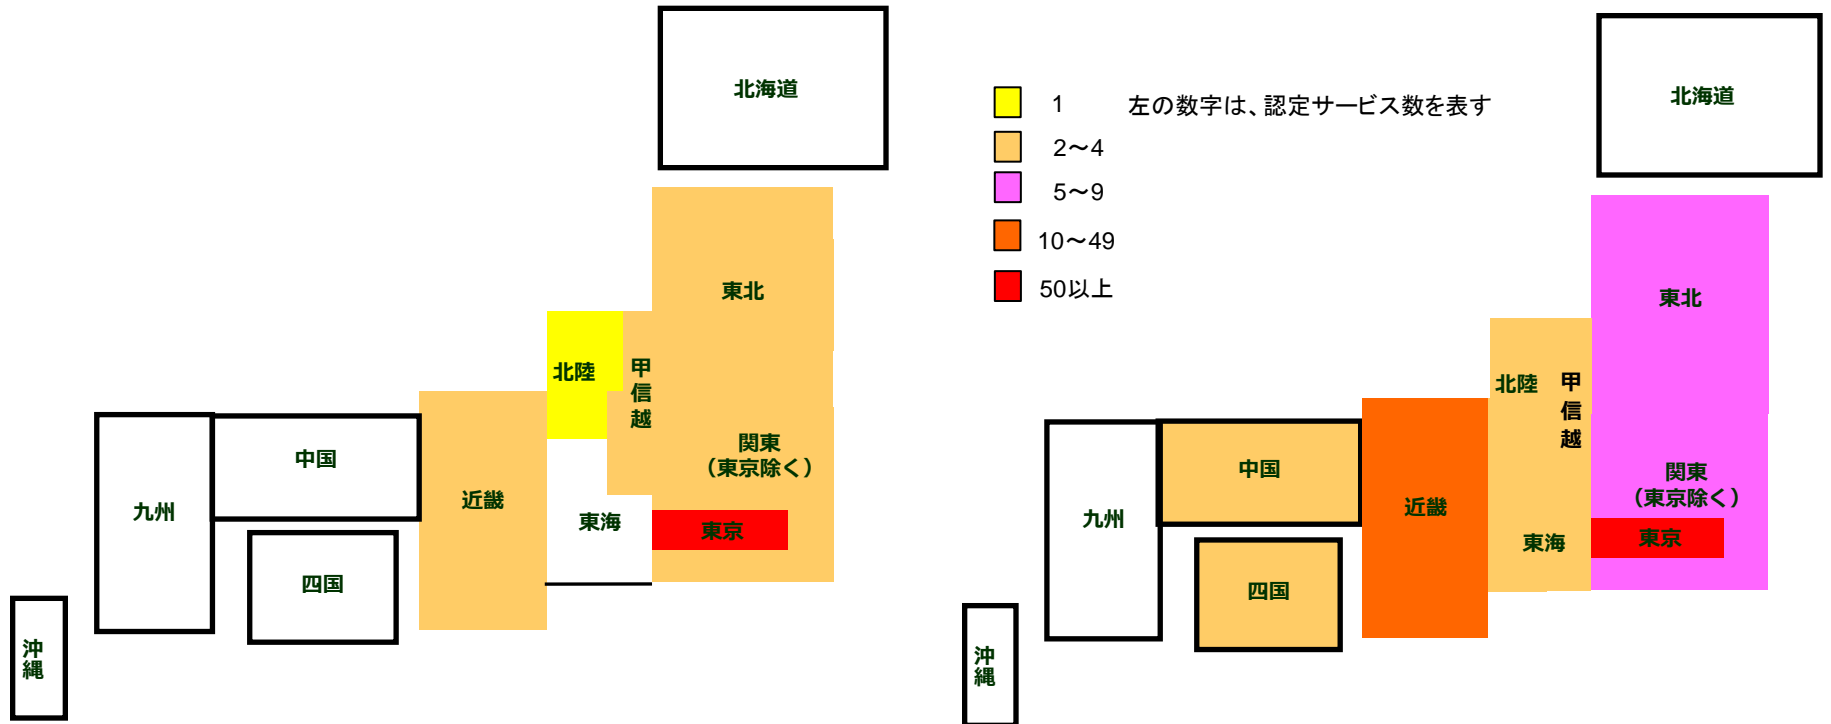 北海道
東北
北陸
甲信越
関東
（東京除く）
中国
近畿
九州
東海
東京
四国
沖縄
1 左の数字は、認定サービス数を表す
2～4
5～9
10～49
50以上
北海道
東北
北陸
甲信越
中国
関東
（東京除く）
近畿
九州
東海
東京
四国
沖縄